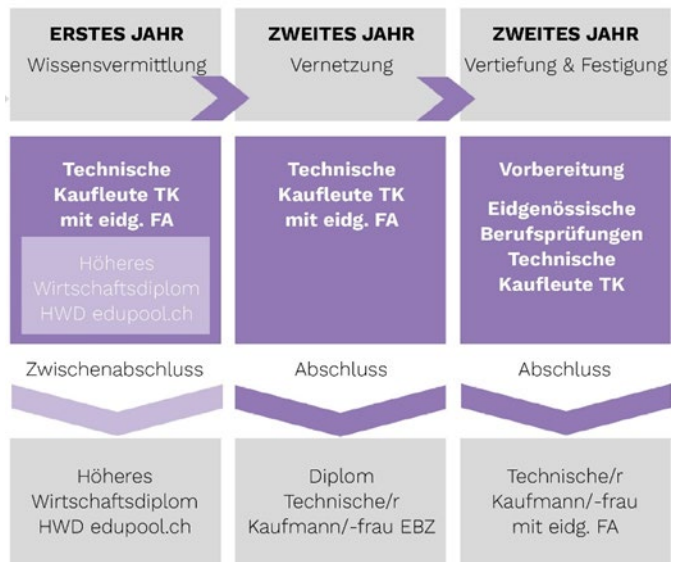 ERSTES JAHR
Wissensvermittlung
ZWEITES JAHR
Vernetzung
ZWEITES JAHR
Vertiefung & Festigung
Technische
Kaufleute TK
mit eidg. FA
Höheres
Wirtschaftsdiplom
HWD edupool.ch
Technische
Kaufleute TK
mit eidg. FA
Vorbereitung
Eidgenössische
Berufsprüfungen
Technische
Kaufleute TK
Zwischenabschluss
Abschluss
Abschluss
Höheres
Wirtschaftsdiplom
HWD edupool.ch
Diplom
Technische/r
Kaufmann/-frau EBZ
Technische/r
Kaufmann/-frau
mit eidg. FA